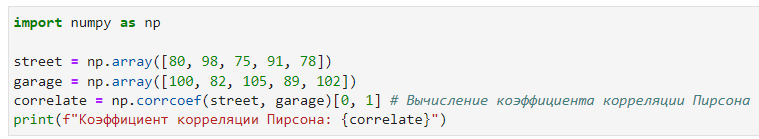 import numpy as np
street = np.array([80, 98, 75, 91, 78])
garage = np.array([100, 82, 105, 89, 102])
correlate = np.corrcoef(street, garage)[0, 1] # Вычисление коэффициента корреляции Пирсона
print(f"Коэффициент корреляции Пирсона: {correlate}")